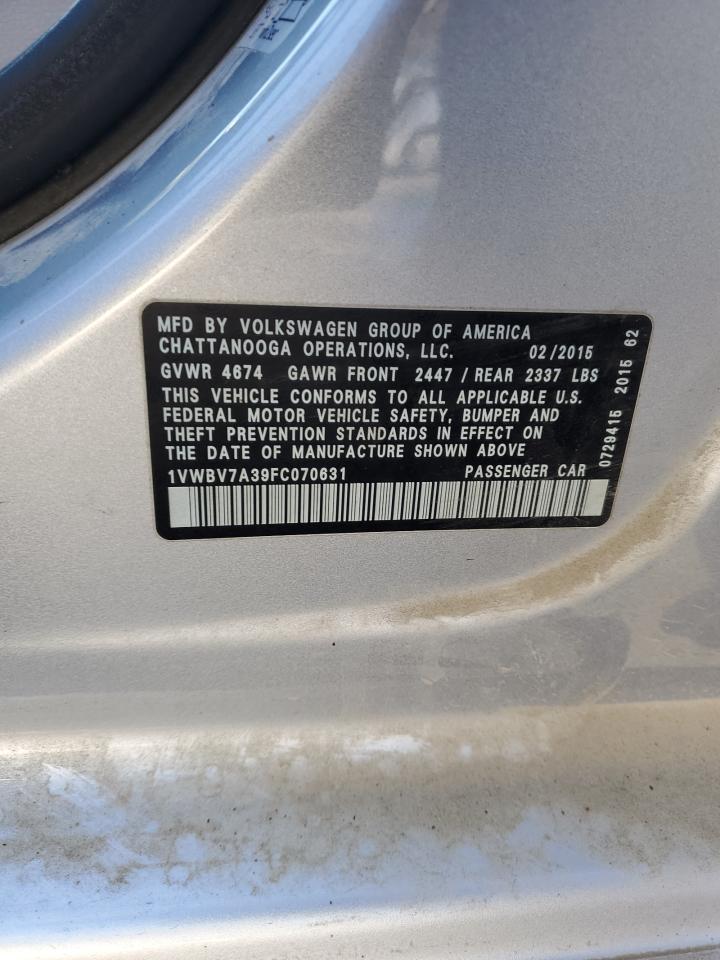 MFD BY VOLKSWAGEN GROUP OF AMERICA
CHATTANOOGA OPERATIONS, LLC. 02/2015
GVWR 4674 GAWR FRONT 2447 / REAR 2337 LBS
THIS VEHICLE CONFORMS TO ALL APPLICABLE U.S.
FEDERAL MOTOR VEHICLE SAFETY, BUMPER AND
THEFT PREVENTION STANDARDS IN EFFECT ON
THE DATE OF MANUFACTURE SHOWN ABOVE
1VWBV7A39FC070631 PASSENGER CAR
0729415 2015 62